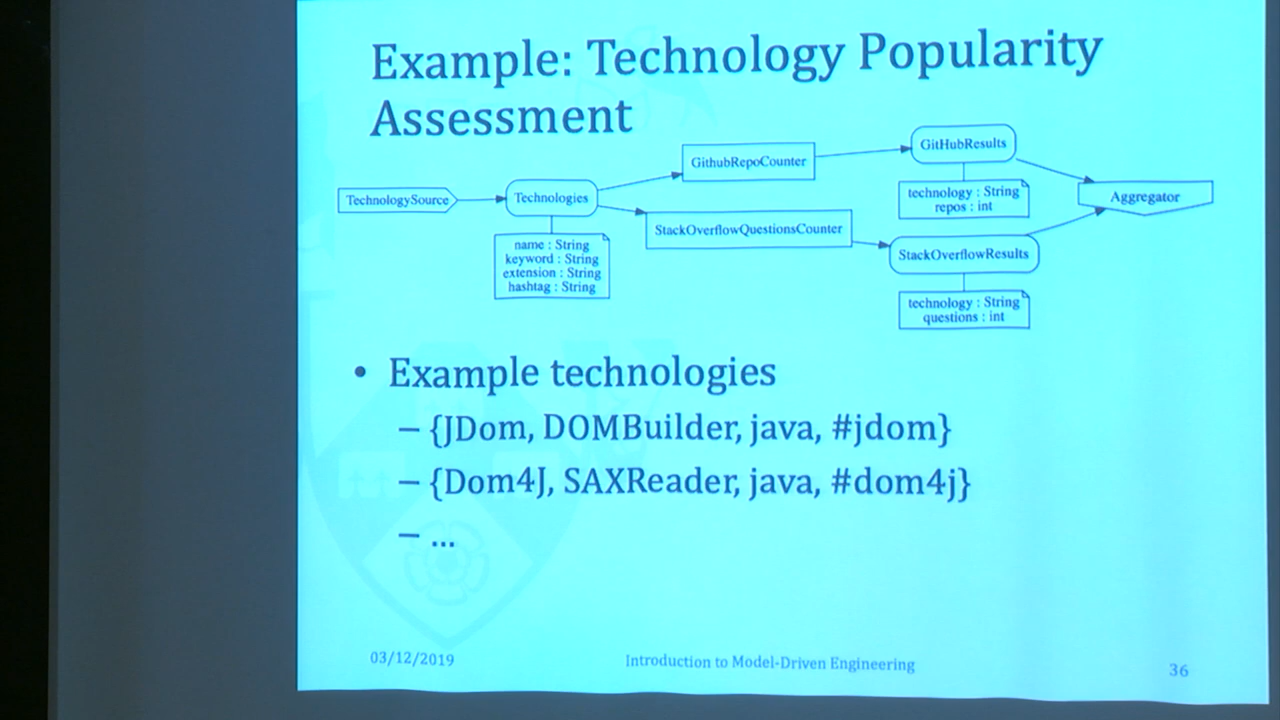 Example: Technology Popularity
Assessment
TechnologySource
Technologies
name : String
keyword : String
extension : String
hashtag : String
GithubRepoCounter
StackOverflowQuestionsCounter
GitHubResults
technology : String
repos : int
StackOverflowResults
technology : String
questions : int
Aggregator
• Example technologies
– {JDom, DOMBuilder, java, #jdom}
– {Dom4J, SAXReader, java, #dom4j}
– ...
03/12/2019
Introduction to Model-Driven Engineering
36